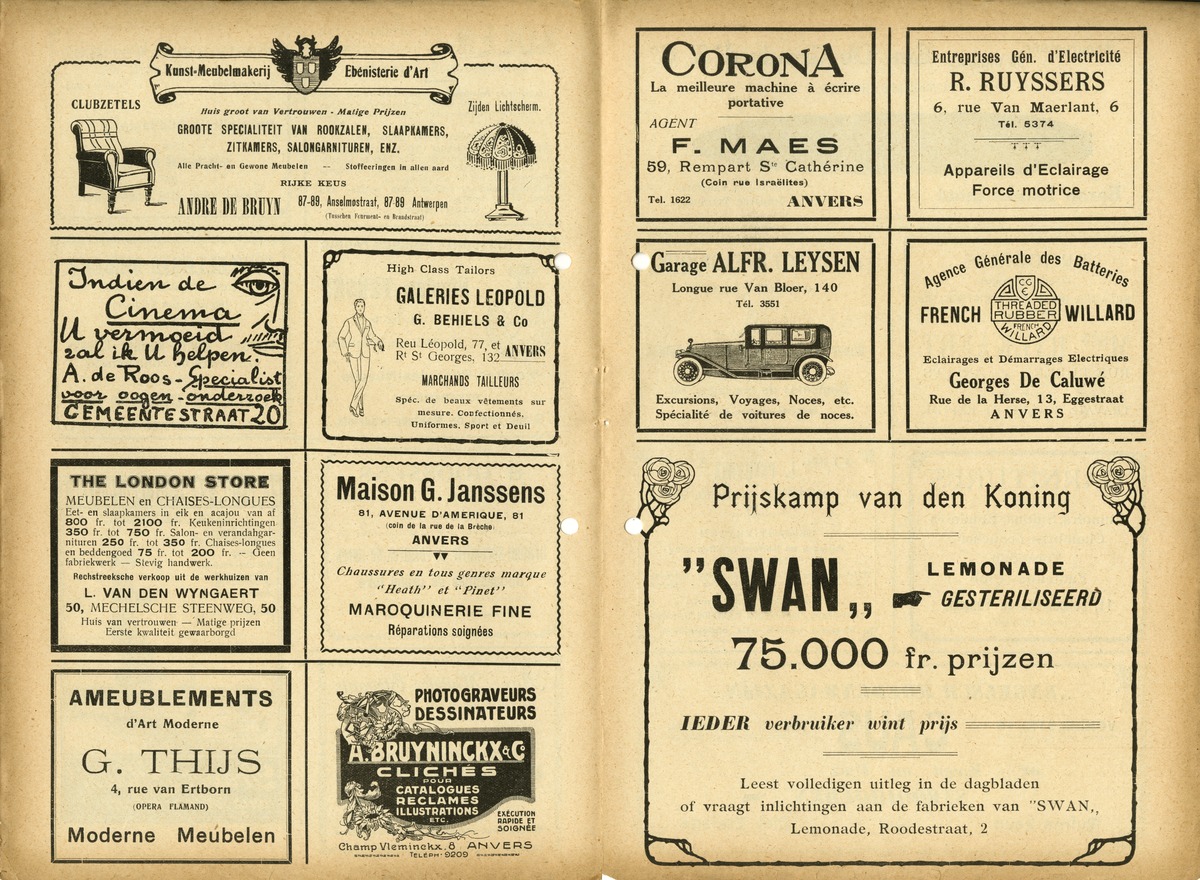 Kunst-Meubelmakerij Ebénisterie d'Art
CLUBZETELS
Zijden Lichtscherm.
Huis groot van Vertrouwen - Matige Prijzen
GROOTE SPECIALITEIT VAN ROOKZALEN, SLAAPKAMERS,
ZITKAMERS, SALONGARNITUREN, ENZ.
Alle Pracht- en Gewone Meubelen — Stoffeeringen in allen aard
RIJKE KEUS
ANDRE DE BRUYN 87-89, Anselmostraat, 87-89 Antwerpen
(Tusschen Feurment- en Brandstraat)
Indien de
Cinema
U vermoeid
zal ik U helpen.
A. de Roos - Specialist
voor oogen-onderzoek
GEMEENTESTRAAT 20
High Class Tailors
GALERIES LEOPOLD
G. BEHIELS & Co
Reu Léopold, 77, et
Rt St Georges, 132 ANVERS
MARCHANDS TAILLEURS
Spéc. de beaux vêtements sur
mesure. Confectionnés,
Uniformes, Sport et Deuil
THE LONDON STORE
MEUBELEN en CHAISES-LONGUES
Eet- en slaapkamers in eik en acajou van af
800 fr. tot 2100 fr. Keukeninrichtingen
350 fr. tot 750 fr. Salon- en verandahgar-
nituren 250 fr. tot 350 fr. Chaises-longues
en beddengoed 75 fr. tot 200 fr. — Geen
fabriekwerk — Stevig handwerk.
Rechstreeksche verkoop uit de werkhuizen van
L. VAN DEN WYNGAERT
50, MECHELSCHE STEENWEG, 50
Huis van vertrouwen — Matige prijzen
Eerste kwaliteit gewaarborgd
Maison G. Janssens
81, AVENUE D'AMERIQUE, 81
(coin de la rue de la Brèche)
ANVERS
Chaussures en tous genres marque
"Heath" et "Pinet"
MAROQUINERIE FINE
Réparations soignées
AMEUBLEMENTS
d'Art Moderne
G. THIJS
4, rue van Ertborn
(OPERA FLAMAND)
Moderne Meubelen
PHOTOGRAVEURS
DESSINATEURS
A. BRUYNINCKX & Co
CLICHÉS
POUR
CATALOGUES
RECLAMES
ILLUSTRATIONS
ETC.
EXÉCUTION
RAPIDE ET
SOIGNÉE
Champ Vleminckx. 8 ANVERS
TELEPH. 9209
CORONA
La meilleure machine à écrire
portative
AGENT
F. MAES
59, Rempart Ste Cathérine
(Coin rue Israëlites)
Tel. 1622 ANVERS
Entreprises Gén. d'Electricité
R. RUYSSERS
6, rue Van Maerlant, 6
Tél. 5374
Appareils d'Eclairage
Force motrice
Garage ALFR. LEYSEN
Longue rue Van Bloer, 140
Tél. 3551
Excursions, Voyages, Noces, etc.
Spécialité de voitures de noces.
Agence Générale des Batteries
FRENCH WILLARD
THREADED
RUBBER
FRENCH
WILLARD
Eclairages et Démarrages Electriques
Georges De Caluwé
Rue de la Herse, 13, Eggestraat
ANVERS
Prijskamp van den Koning
"SWAN„ LEMONADE
GESTERILISEERD
75.000 fr. prijzen
IEDER verbruiker wint prijs
Leest volledigen uitleg in de dagbladen
of vraagt inlichtingen aan de fabrieken van "SWAN„
Lemonade, Roodestraat, 2